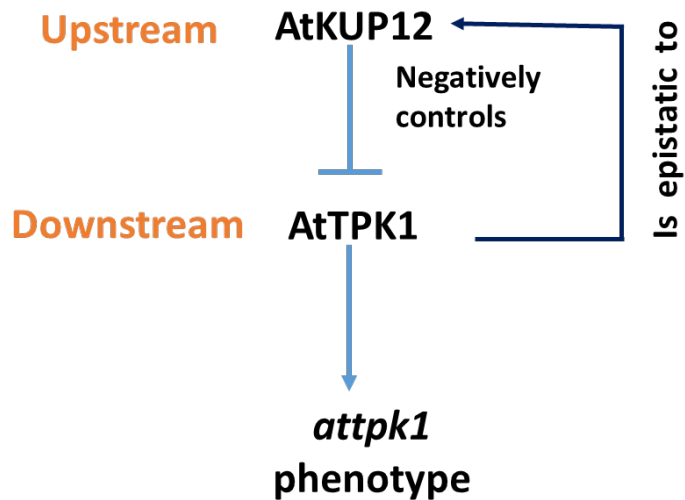 Upstream AtKUP12
Negatively
controls
Is epistatic to
Downstream AtTPK1
attpk1
phenotype